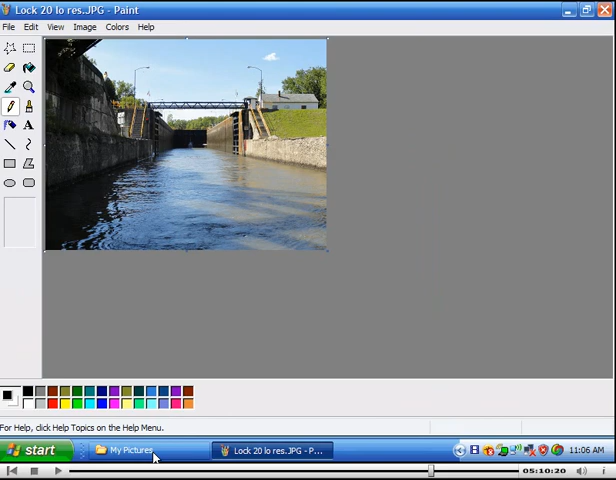 Lock 20 lo res.JPG - Paint
File Edit View Image Colors Help
A
For Help, click Help Topics on the Help Menu.
start My Pictures Lock 20 lo res.JPG - P... 11:06 AM
05:10:20 i